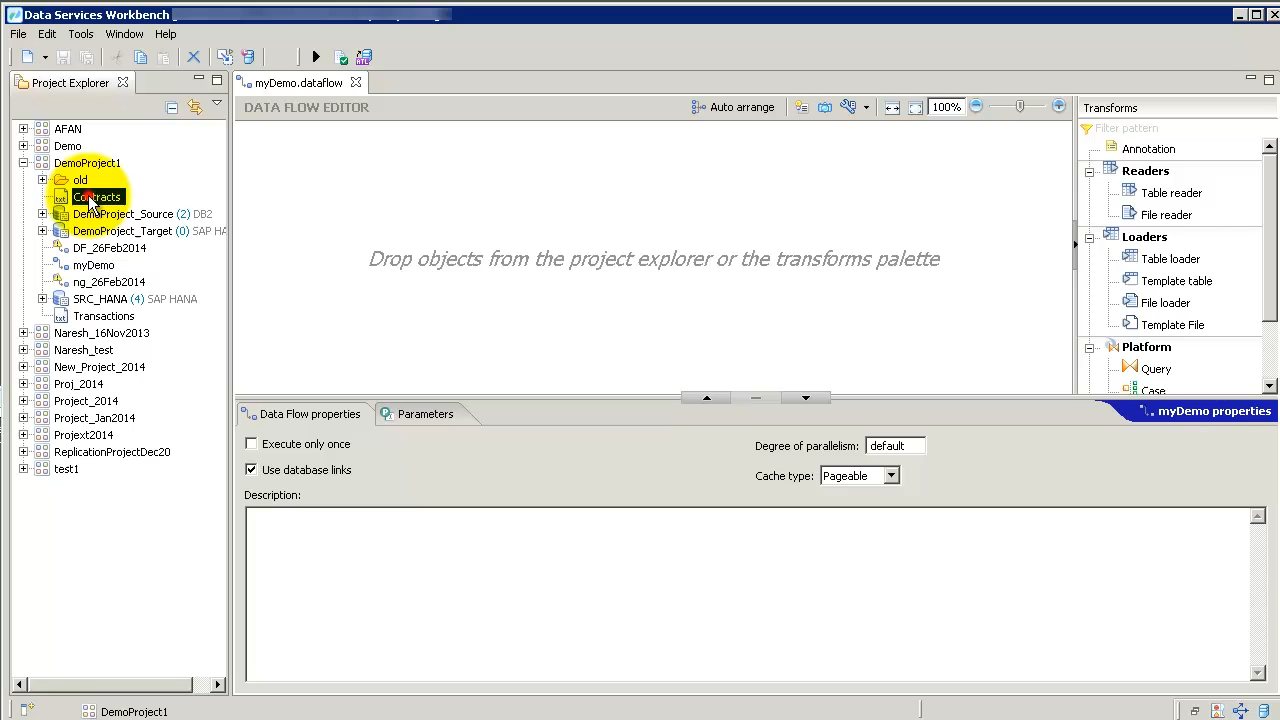 Data Services Workbench
File Edit Tools Window Help
Project Explorer
myDemo.dataflow
DATA FLOW EDITOR
Auto arrange
100%
Transforms
Filter pattern
AFAN
Demo
DemoProject1
old
Contracts
DemoProject_Source (2) DB2
DemoProject_Target (0) SAP HA
DF_26Feb2014
myDemo
ng_26Feb2014
SRC_HANA (4) SAP HANA
Transactions
Naresh_16Nov2013
Naresh_test
New_Project_2014
Proj_2014
Project_2014
Project_Jan2014
Projext2014
ReplicationProjectDec20
test1
Drop objects from the project explorer or the transforms palette
Annotation
Readers
Table reader
File reader
Loaders
Table loader
Template table
File loader
Template File
Platform
Query
Case
Data Flow properties
Parameters
myDemo properties
Execute only once
Degree of parallelism: default
Use database links
Cache type: Pageable
Description:
DemoProject1